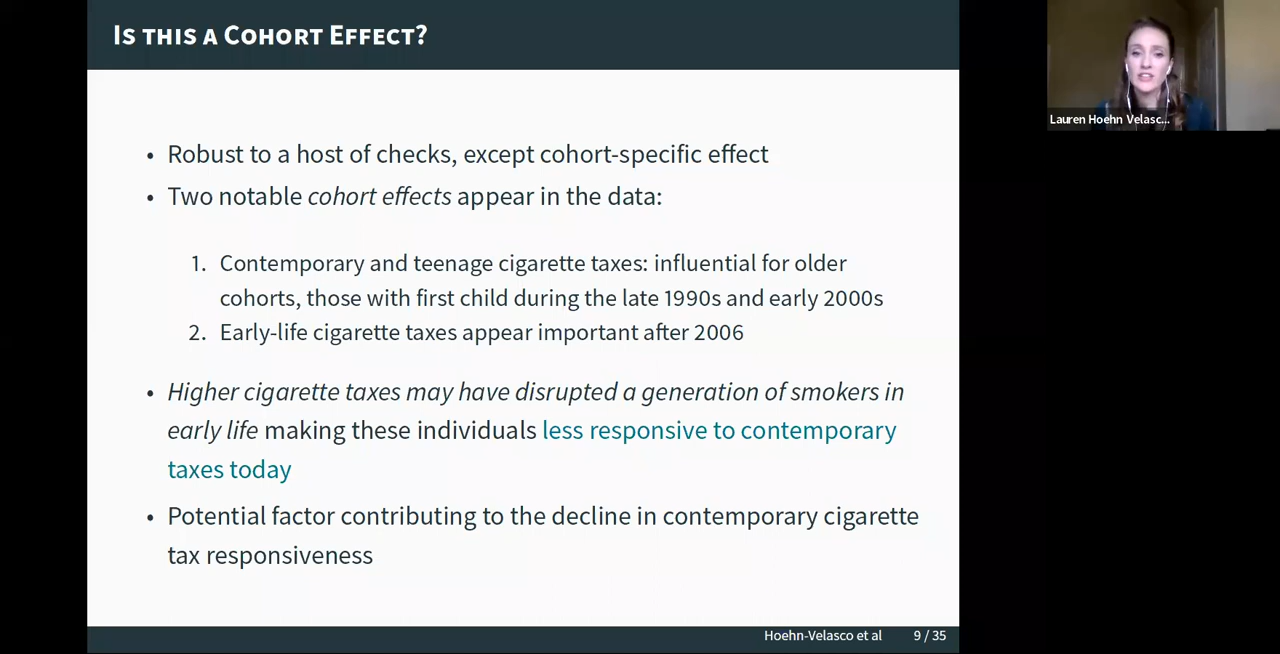 Is this a Cohort Effect?
Lauren Hoehn Velasc...
• Robust to a host of checks, except cohort-specific effect
• Two notable cohort effects appear in the data:
1. Contemporary and teenage cigarette taxes: influential for older
cohorts, those with first child during the late 1990s and early 2000s
2. Early-life cigarette taxes appear important after 2006
• Higher cigarette taxes may have disrupted a generation of smokers in
early life making these individuals less responsive to contemporary
taxes today
• Potential factor contributing to the decline in contemporary cigarette
tax responsiveness
Hoehn-Velasco et al 9 / 35